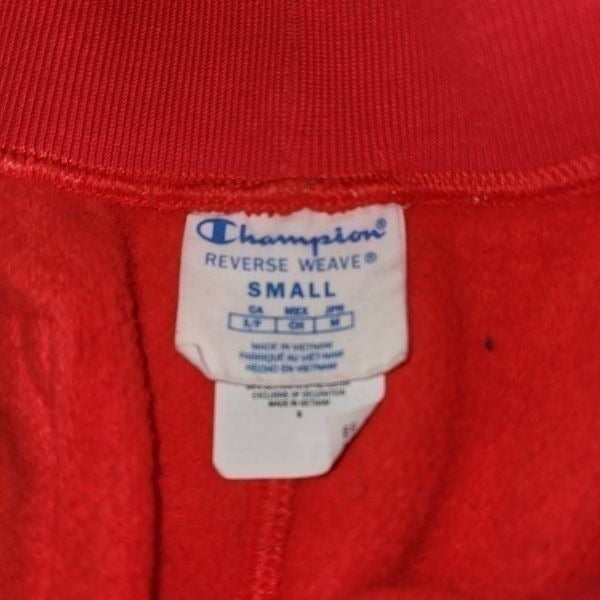 Champion
REVERSE WEAVE®
SMALL
CA MEX JPN
S/P CH M
MADE IN VIETNAM
FABRIQUÉ AU VIETNAM
HECHO EN VIETNAM
EXCLUSIVE OF DECORATION
MADE IN VIETNAM